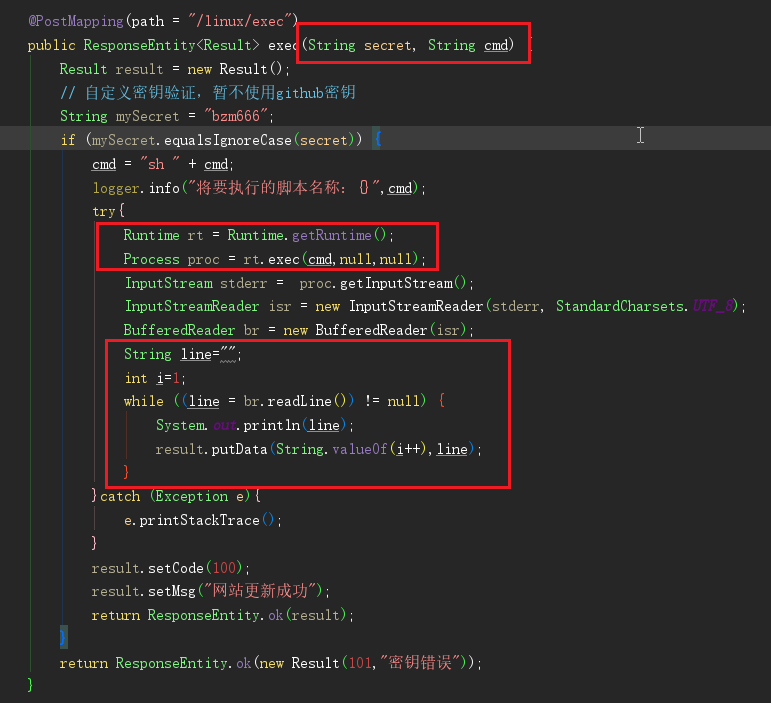 @PostMapping(path = "/linux/exec")
public ResponseEntity<Result> exec(String secret, String cmd) {
Result result = new Result();
// 自定义密钥验证，暂不使用github密钥
String mySecret = "bzm666";
if (mySecret.equalsIgnoreCase(secret)) {
cmd = "sh " + cmd;
logger.info("将要执行的脚本名称：{}",cmd);
try{
Runtime rt = Runtime.getRuntime();
Process proc = rt.exec(cmd,null,null);
InputStream stderr =  proc.getInputStream();
InputStreamReader isr = new InputStreamReader(stderr, StandardCharsets.UTF_8);
BufferedReader br = new BufferedReader(isr);
String line="";
int i=1;
while ((line = br.readLine()) != null) {
System.out.println(line);
result.putData(String.valueOf(i++),line);
}
}catch (Exception e){
e.printStackTrace();
}
result.setCode(100);
result.setMsg("网站更新成功");
return ResponseEntity.ok(result);
}
return ResponseEntity.ok(new Result(101,"密钥错误"));
}